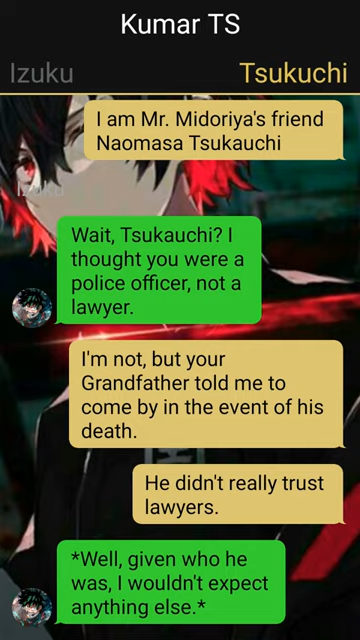 Kumar TS
Izuku
Tsukuchi
I am Mr. Midoriya's friend
Naomasa Tsukauchi
Izuku
Wait, Tsukauchi? I
thought you were a
police officer, not a
lawyer.
I'm not, but your
Grandfather told me to
come by in the event of his
death.
He didn't really trust
lawyers.
*Well, given who he
was, I wouldn't expect
anything else.*